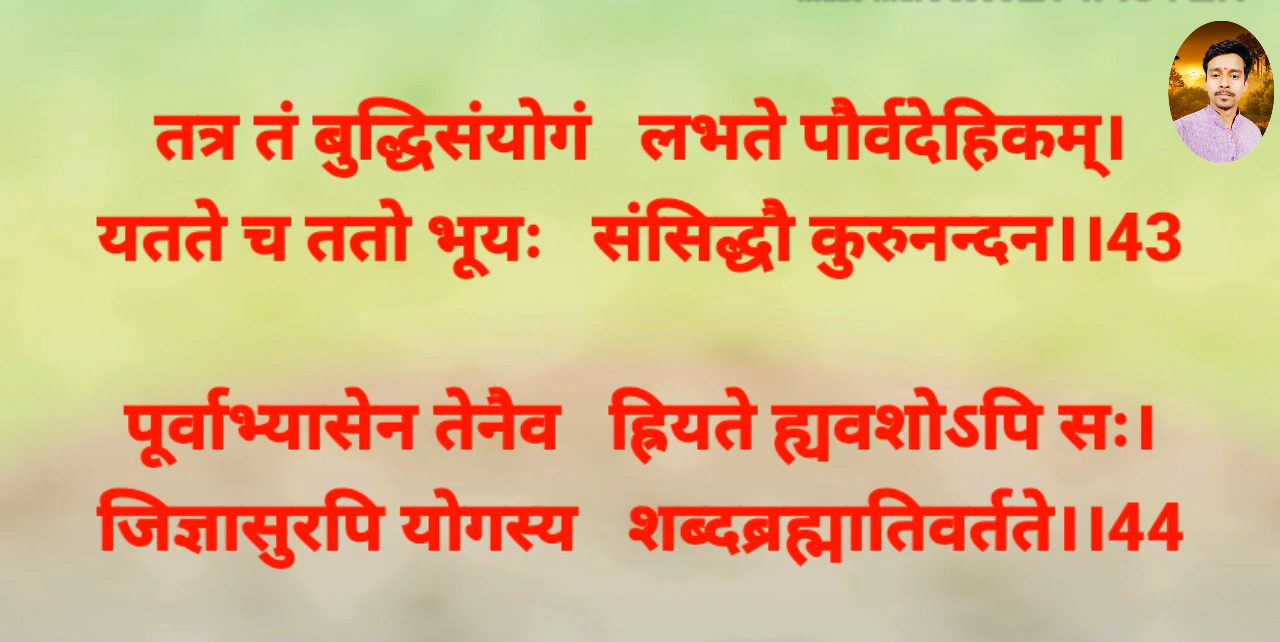 तत्र तं बुद्धिसंयोगं लभते पौर्वदेहिकम्।
यतते च ततो भूयः संसिद्धौ कुरुनन्दन।।43
पूर्वाभ्यासेन तेनैव ह्रियते ह्यवशोऽपि सः।
जिज्ञासुरपि योगस्य शब्दब्रह्मातिवर्तते।।44